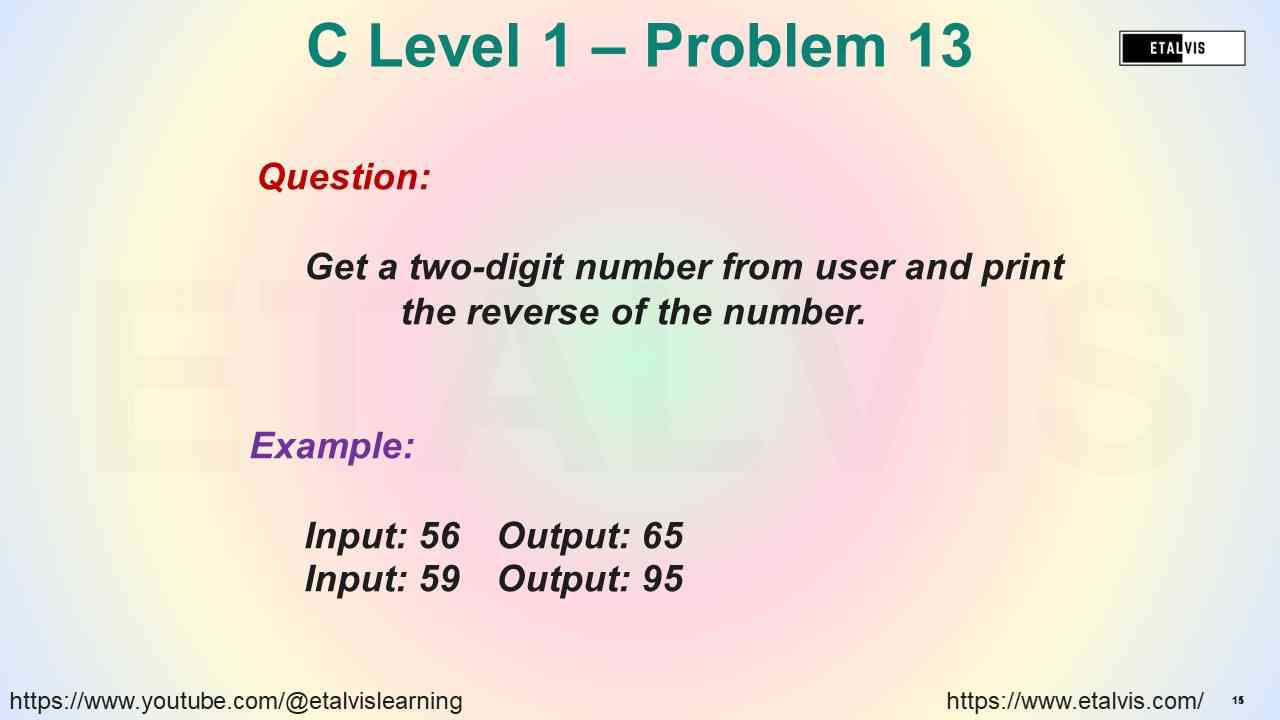 C Level 1 – Problem 13
ETALVIS
Question:
Get a two-digit number from user and print
the reverse of the number.
ETALVIS
Example:
Input: 56 Output: 65
Input: 59 Output: 95
https://www.youtube.com/@etalvislearning
https://www.etalvis.com/
15